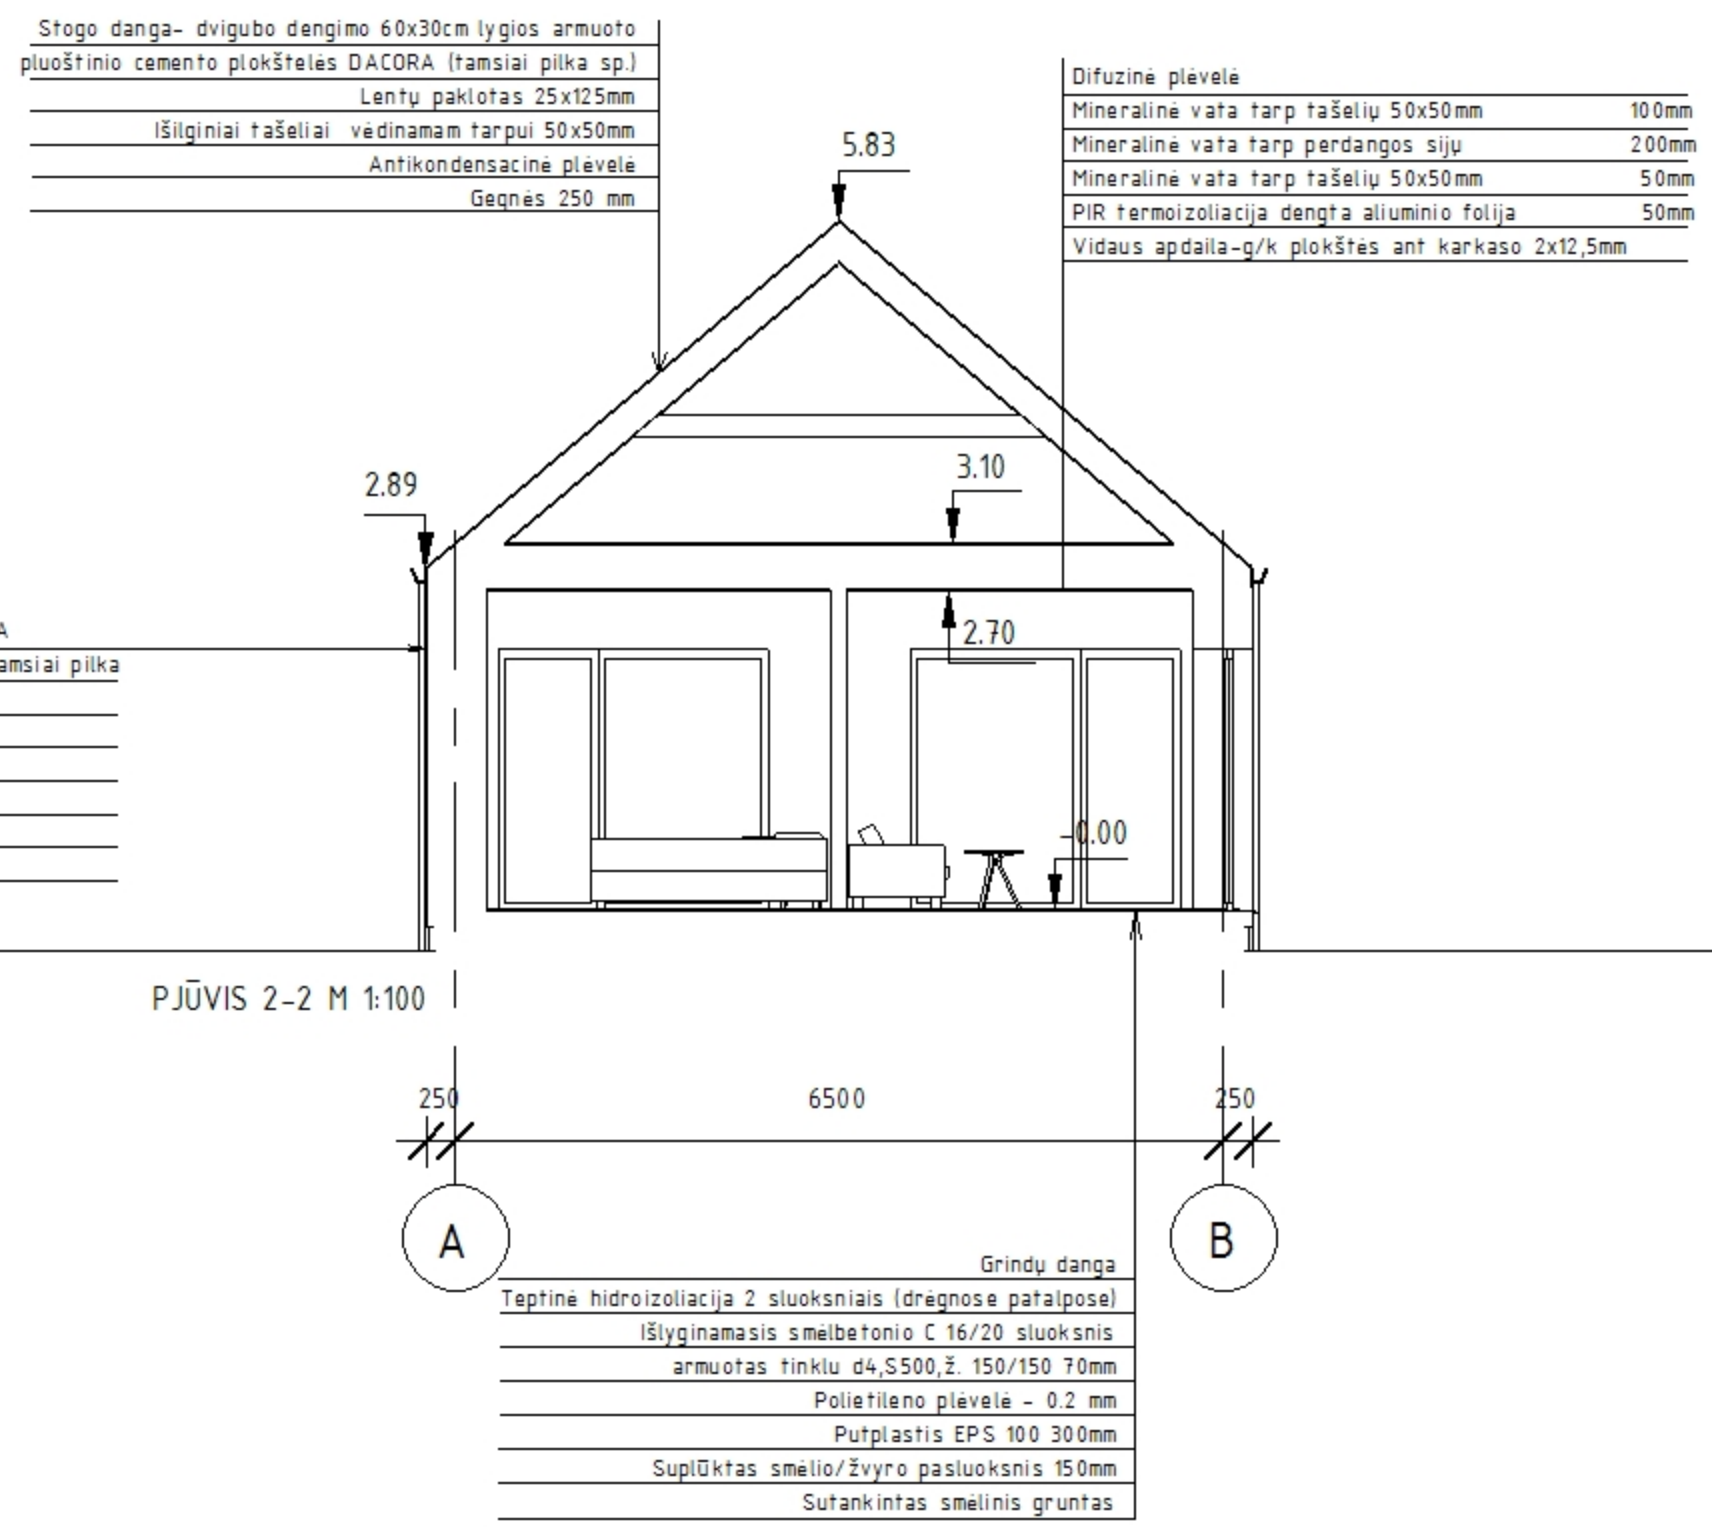 Stogo danga- dvigubo dengimo 60x30cm lygios armuoto
pluoštinio cemento plokštelės DACORA (tamsiai pilka sp.)
Lentų paklotas 25x125mm
Išilginiai tašeliai vėdinamam tarpui 50x50mm
Antikondensacinė plėvelė
Gegnės 250 mm
Difuzinė plėvelė
Mineralinė vata tarp tašelių 50x50mm 100mm
Mineralinė vata tarp perdangos sijų 200mm
Mineralinė vata tarp tašelių 50x50mm 50mm
PIR termoizoliacija dengta aliuminio folija 50mm
Vidaus apdaila-g/k plokštės ant karkaso 2x12,5mm
5.83
3.10
2.89
2.70
A
amsiai pilka
-0.00
PJŪVIS 2-2 M 1:100
250 6500 250
A B
Grindų danga
Teptinė hidroizoliacija 2 sluoksniais (drėgnose patalpose)
Išlyginamasis smėlbetonio C 16/20 sluoksnis
armuotas tinklu d4,S500,ž. 150/150 70mm
Polietileno plėvelė - 0.2 mm
Putplastis EPS 100 300mm
Suplūktas smėlio/žvyro pasluoksnis 150mm
Sutankintas smėlinis gruntas